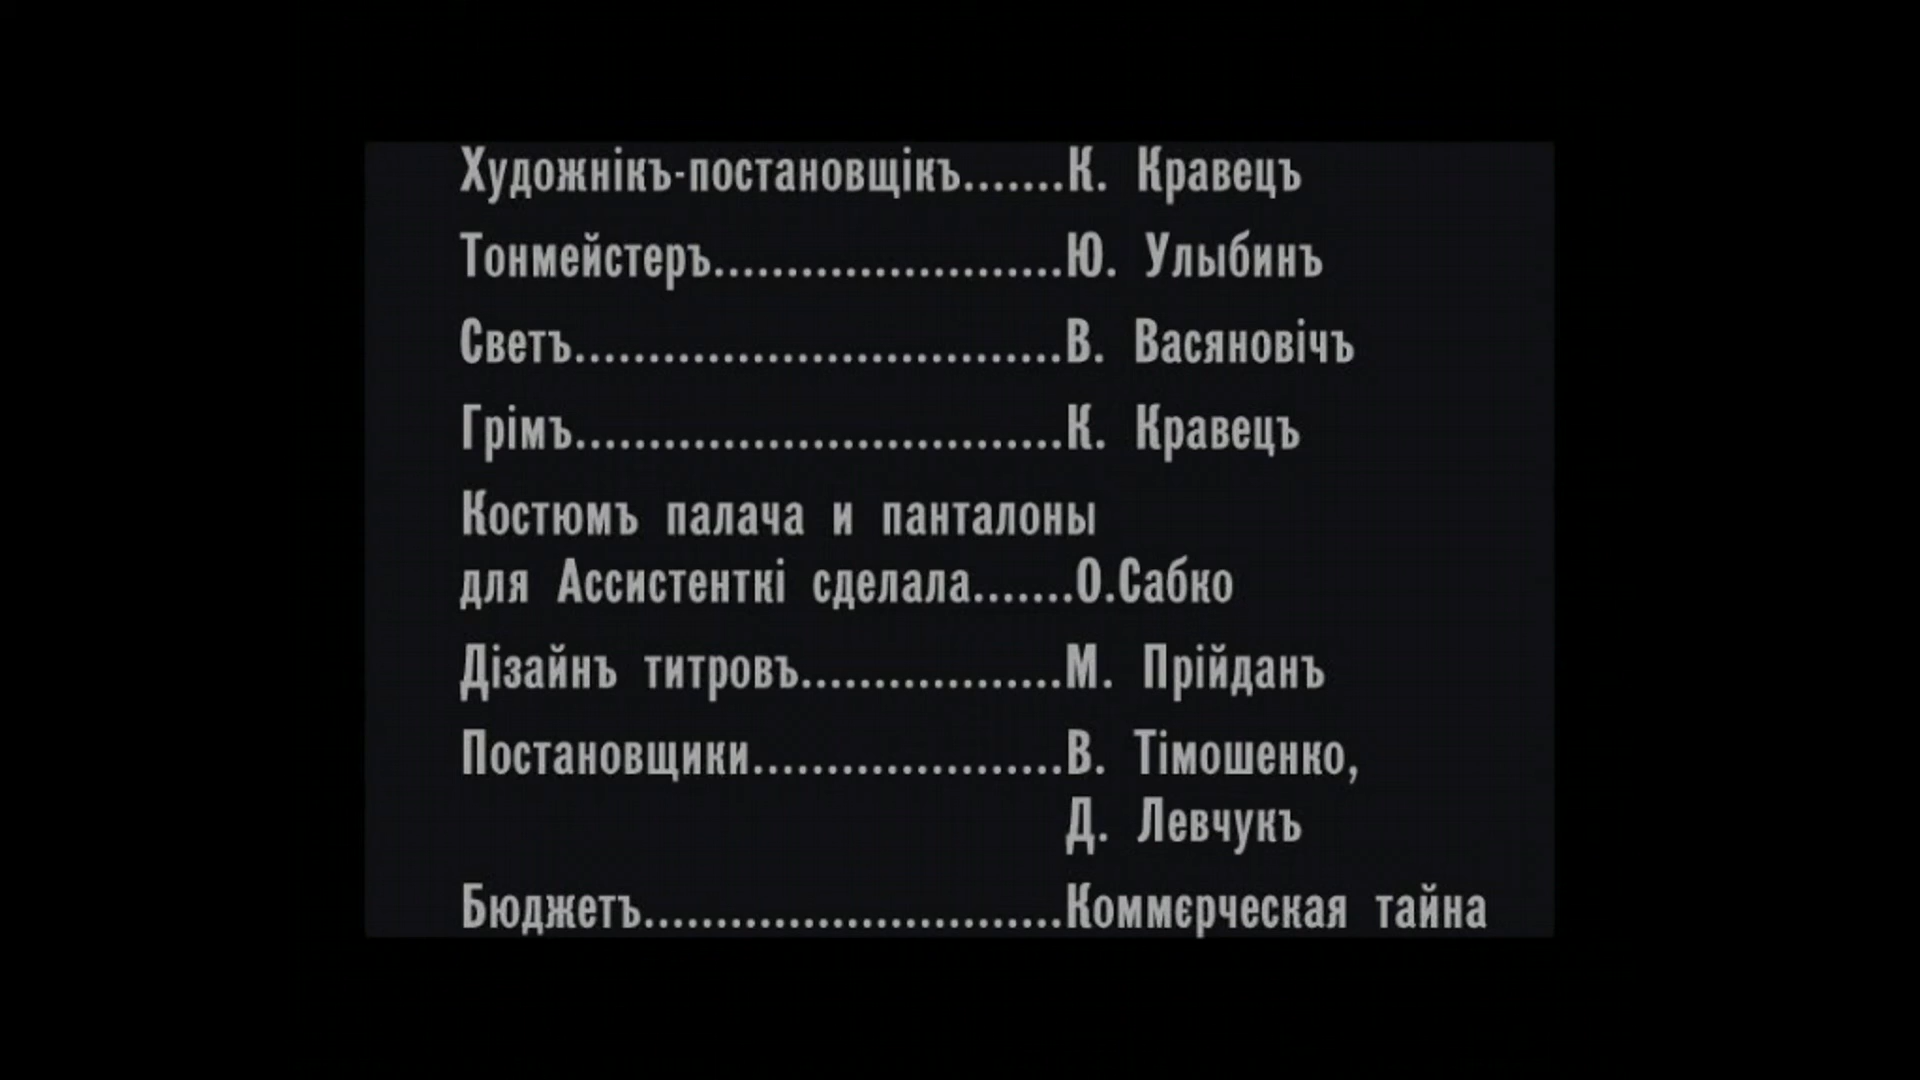 Художнікъ-постановщікъ.......К. Кравецъ
Тонмейстеръ........................Ю. Улыбинъ
Светъ..................................В. Васяновічъ
Грімъ..................................К. Кравецъ
Костюмъ палача и панталоны
для Ассистенткі сделала.......О.Сабко
Дізайнъ титровъ..................М. Прійданъ
Постановщики......................В. Тімошенко,
Д. Левчукъ
Бюджетъ.............................Коммєрческая тайна